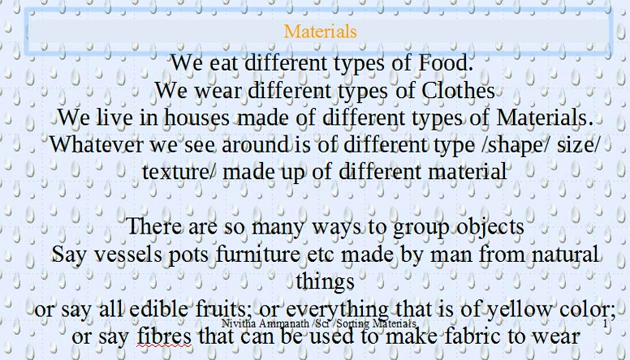 Materials
We eat different types of Food.
We wear different types of Clothes
We live in houses made of different types of Materials.
Whatever we see around is of different type /shape/ size/
texture/ made up of different material
There are so many ways to group objects
Say vessels pots furniture etc made by man from natural
things
or say all edible fruits; or everything that is of yellow color;
Nivitha Ammanath /Sci /Sorting Materials
1
or say fibres that can be used to make fabric to wear